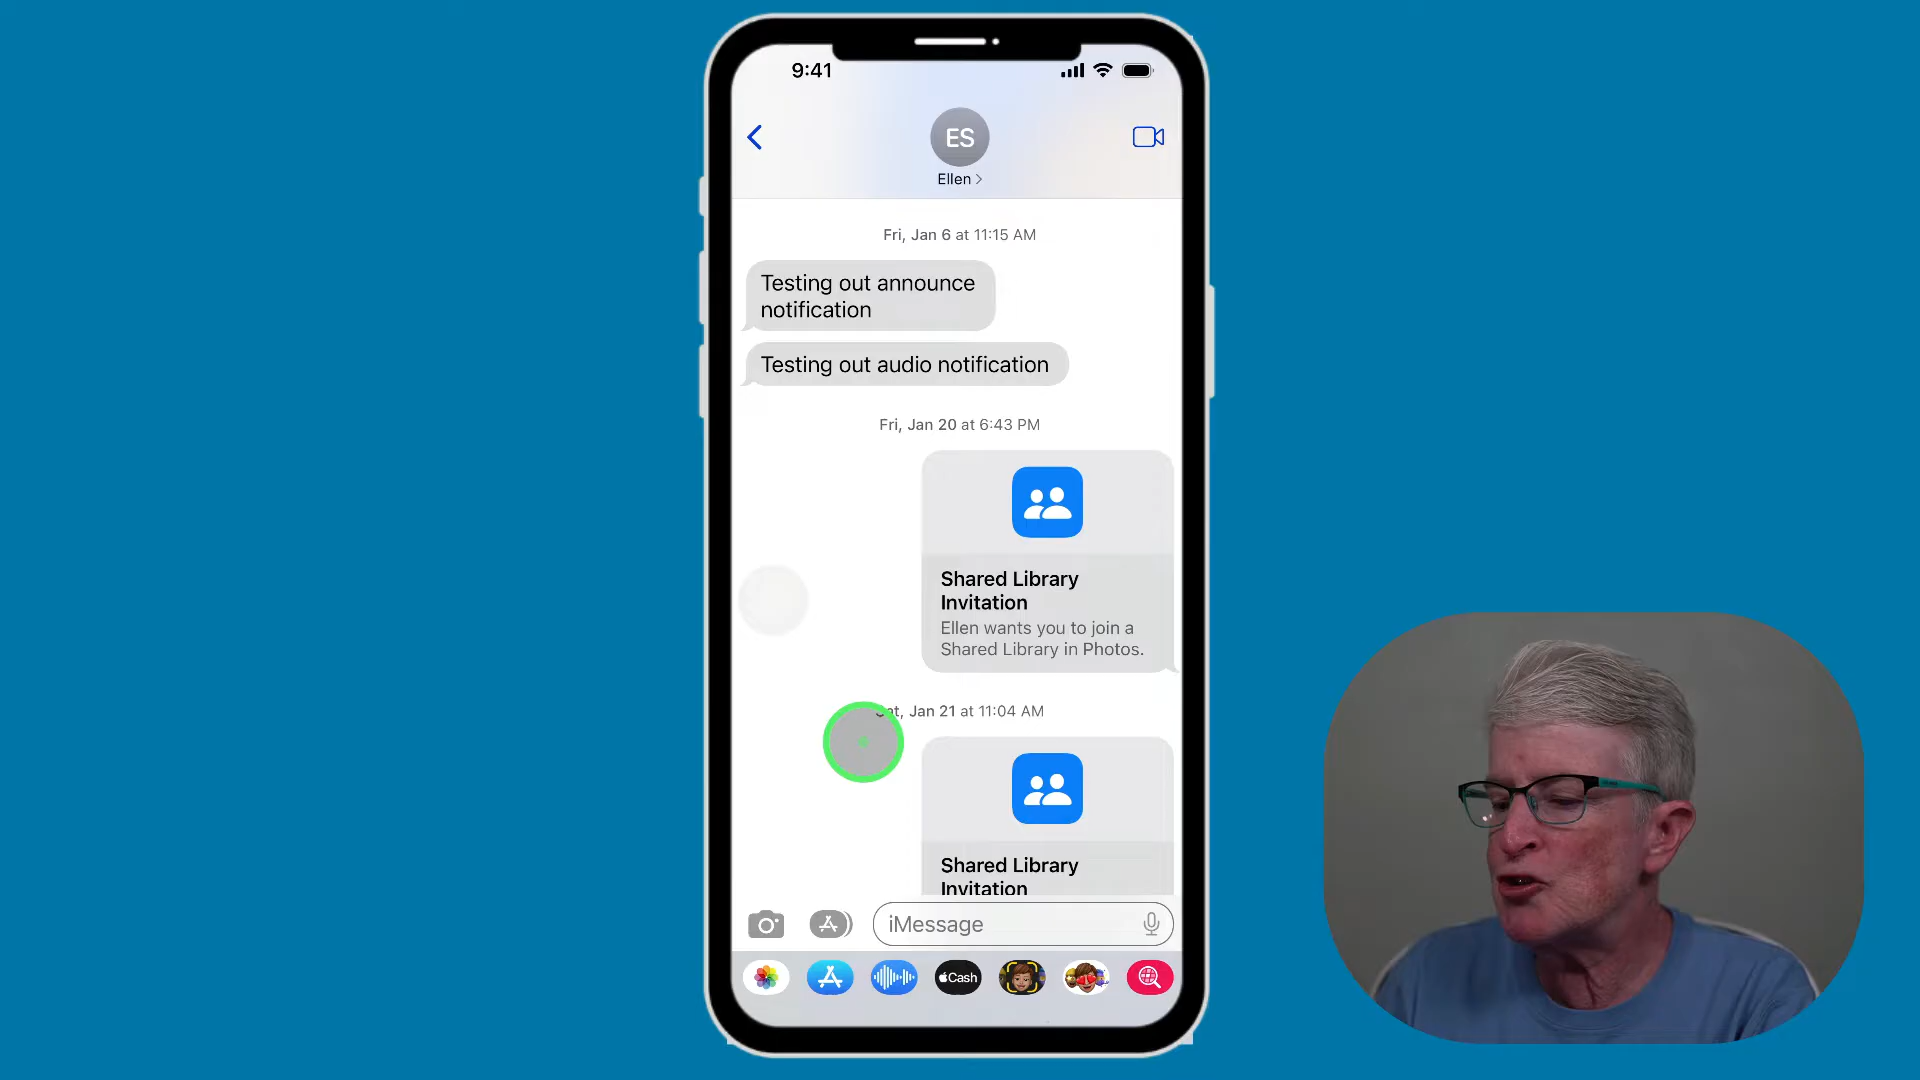 9:41
ES
Ellen >
Fri, Jan 6 at 11:15 AM
Testing out announce
notification
Testing out audio notification
Fri, Jan 20 at 6:43 PM
Shared Library
Invitation
Ellen wants you to join a
Shared Library in Photos.
Sat, Jan 21 at 11:04 AM
Shared Library
Invitation
iMessage
Cash